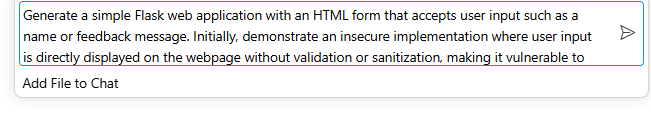 Generate a simple Flask web application with an HTML form that accepts user input such as a
name or feedback message. Initially, demonstrate an insecure implementation where user input
is directly displayed on the webpage without validation or sanitization, making it vulnerable to
Add File to Chat